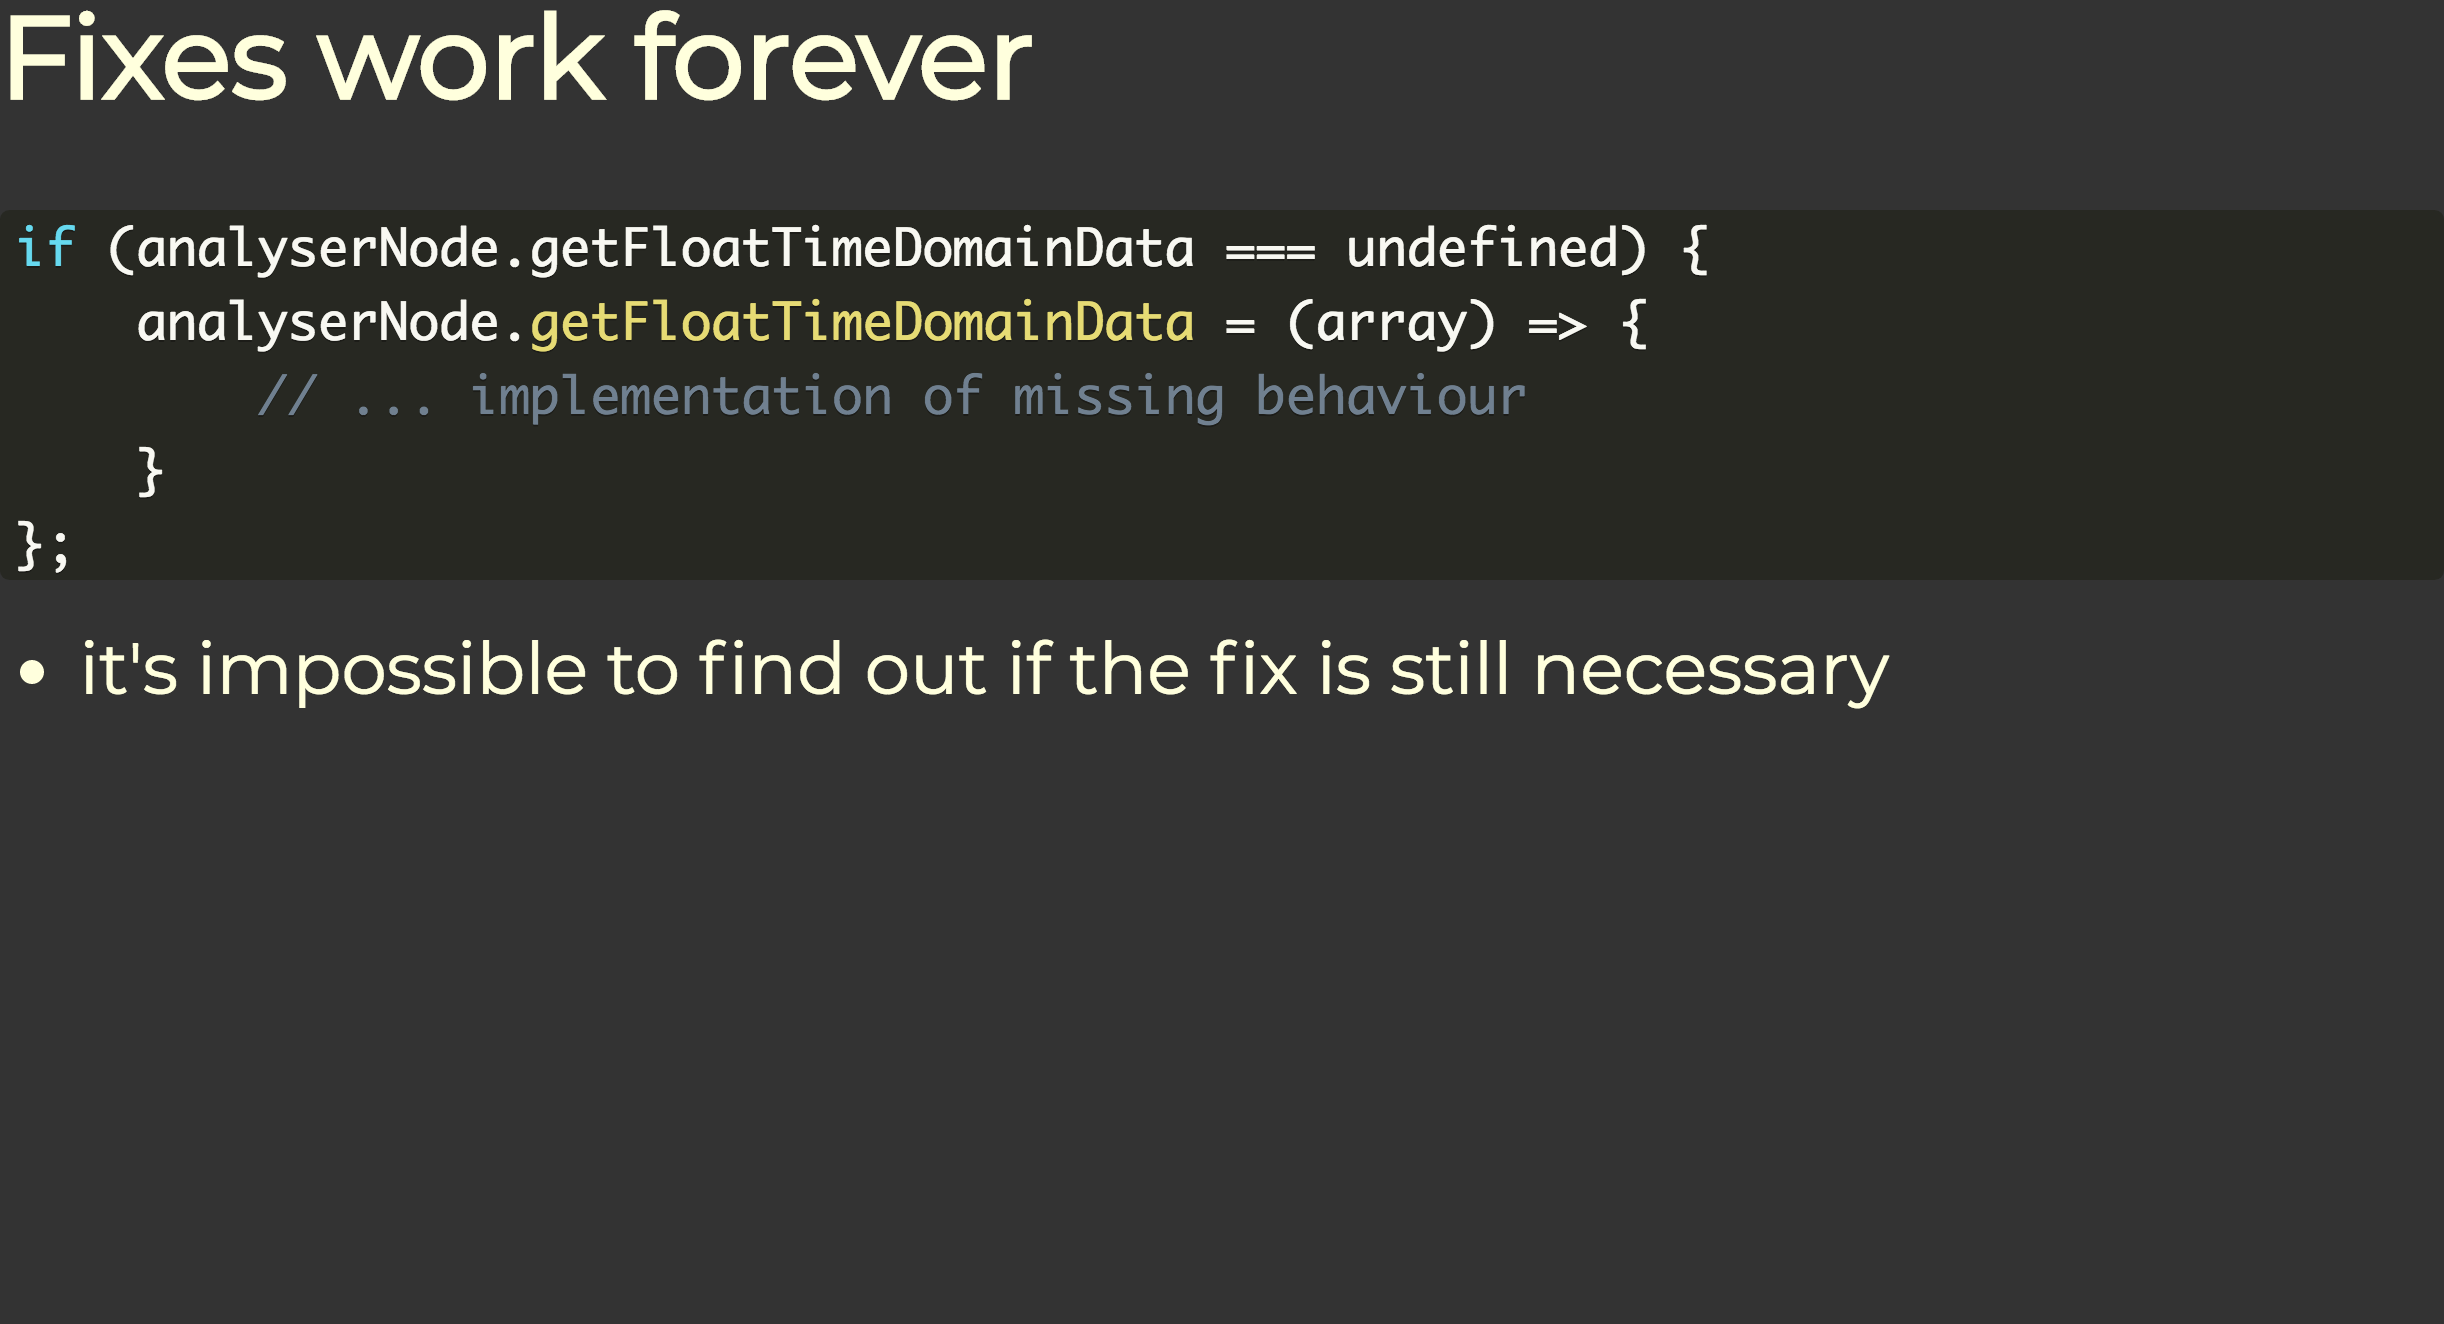 Fixes work forever
if (analyserNode.getFloatTimeDomainData === undefined) {
    analyserNode.getFloatTimeDomainData = (array) => {
        // ... implementation of missing behaviour
    }
};
• it's impossible to find out if the fix is still necessary